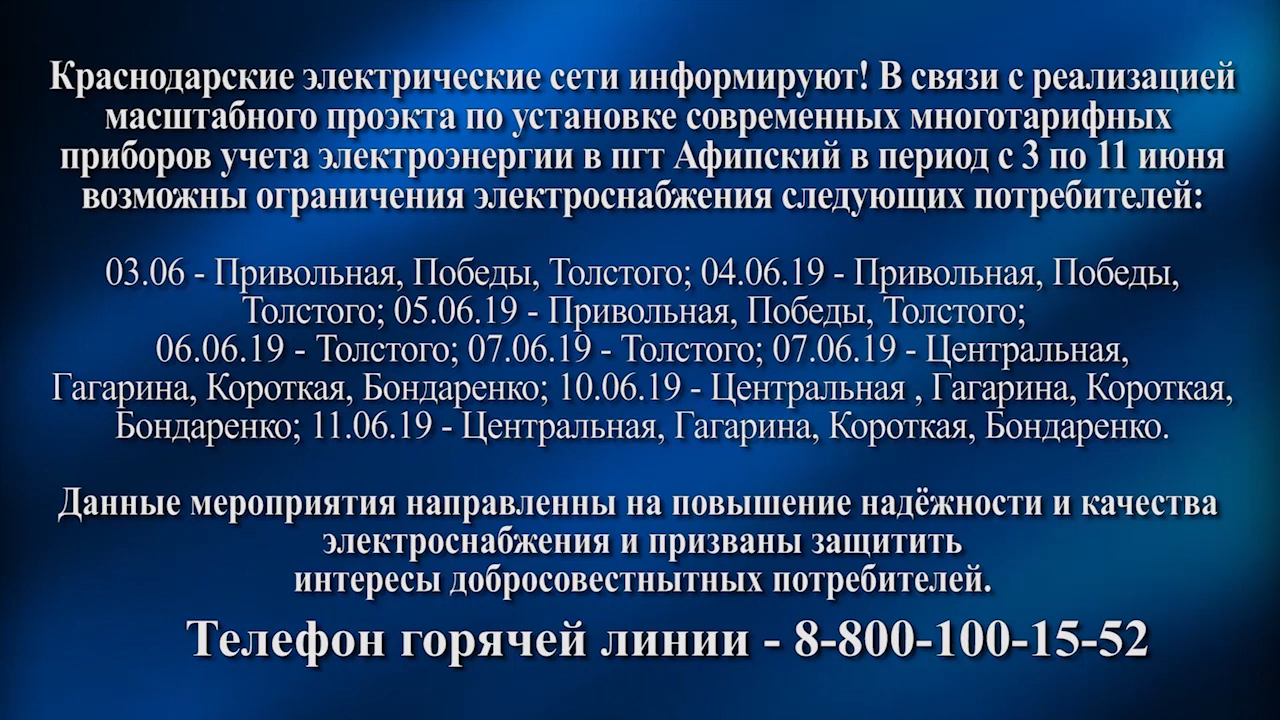 Краснодарские электрические сети информируют! В связи с реализацией
масштабного проэкта по установке современных многотарифных
приборов учета электроэнергии в пгт Афипский в период с 3 по 11 июня
возможны ограничения электроснабжения следующих потребителей:
03.06 - Привольная, Победы, Толстого; 04.06.19 - Привольная, Победы,
Толстого; 05.06.19 - Привольная, Победы, Толстого;
06.06.19 - Толстого; 07.06.19 - Толстого; 07.06.19 - Центральная,
Гагарина, Короткая, Бондаренко; 10.06.19 - Центральная , Гагарина, Короткая,
Бондаренко; 11.06.19 - Центральная, Гагарина, Короткая, Бондаренко.
Данные мероприятия направленны на повышение надёжности и качества
электроснабжения и призваны защитить
интересы добросовестнытных потребителей.
Телефон горячей линии - 8-800-100-15-52